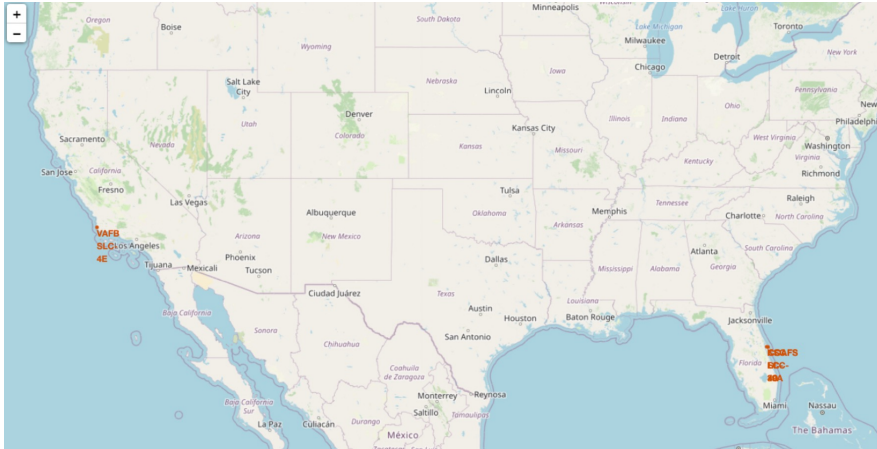 +
−
Oregon
Boise
South Dakota
Minneapolis
Wisconsin
Lake Michigan
Lake Huron
Toronto
Milwaukee
Wyoming
Detroit
New York
Chicago
Iowa
Salt Lake
City
Nebraska
Lincoln
Pennsylvania
New
Nevada
Utah
Denver
Colorado
Illinois
Indiana
Ohio
Philadelph
Sacramento
Kansas City
Kansas
Missouri
West Virginia
Washington
Virginia
San Jose
California
Fresno
Kentucky
Richmond
Las Vegas
Tulsa
Tennessee
Raleigh
Albuquerque
Oklahoma
Memphis
Charlotte
North Carolina
VAFB
SLC-
4E
Los Angeles
Arizona
New Mexico
Arkansas
Atlanta
South Carolina
Tijuana
Mexicali
Phoenix
Tucson
Dallas
Mississippi
Alabama
Georgia
Ciudad Juárez
Texas
Louisiana
Baja California
Austin
Houston
Baton Rouge
Jacksonville
Sonora
Chihuahua
San Antonio
Florida
Coahuila
de Zaragoza
Baja California
Sur
Monterrey
Reynosa
Miami
Nassau
La Paz
Culiacán
Durango
Saltillo
Tamaulipas
México
The Bahamas